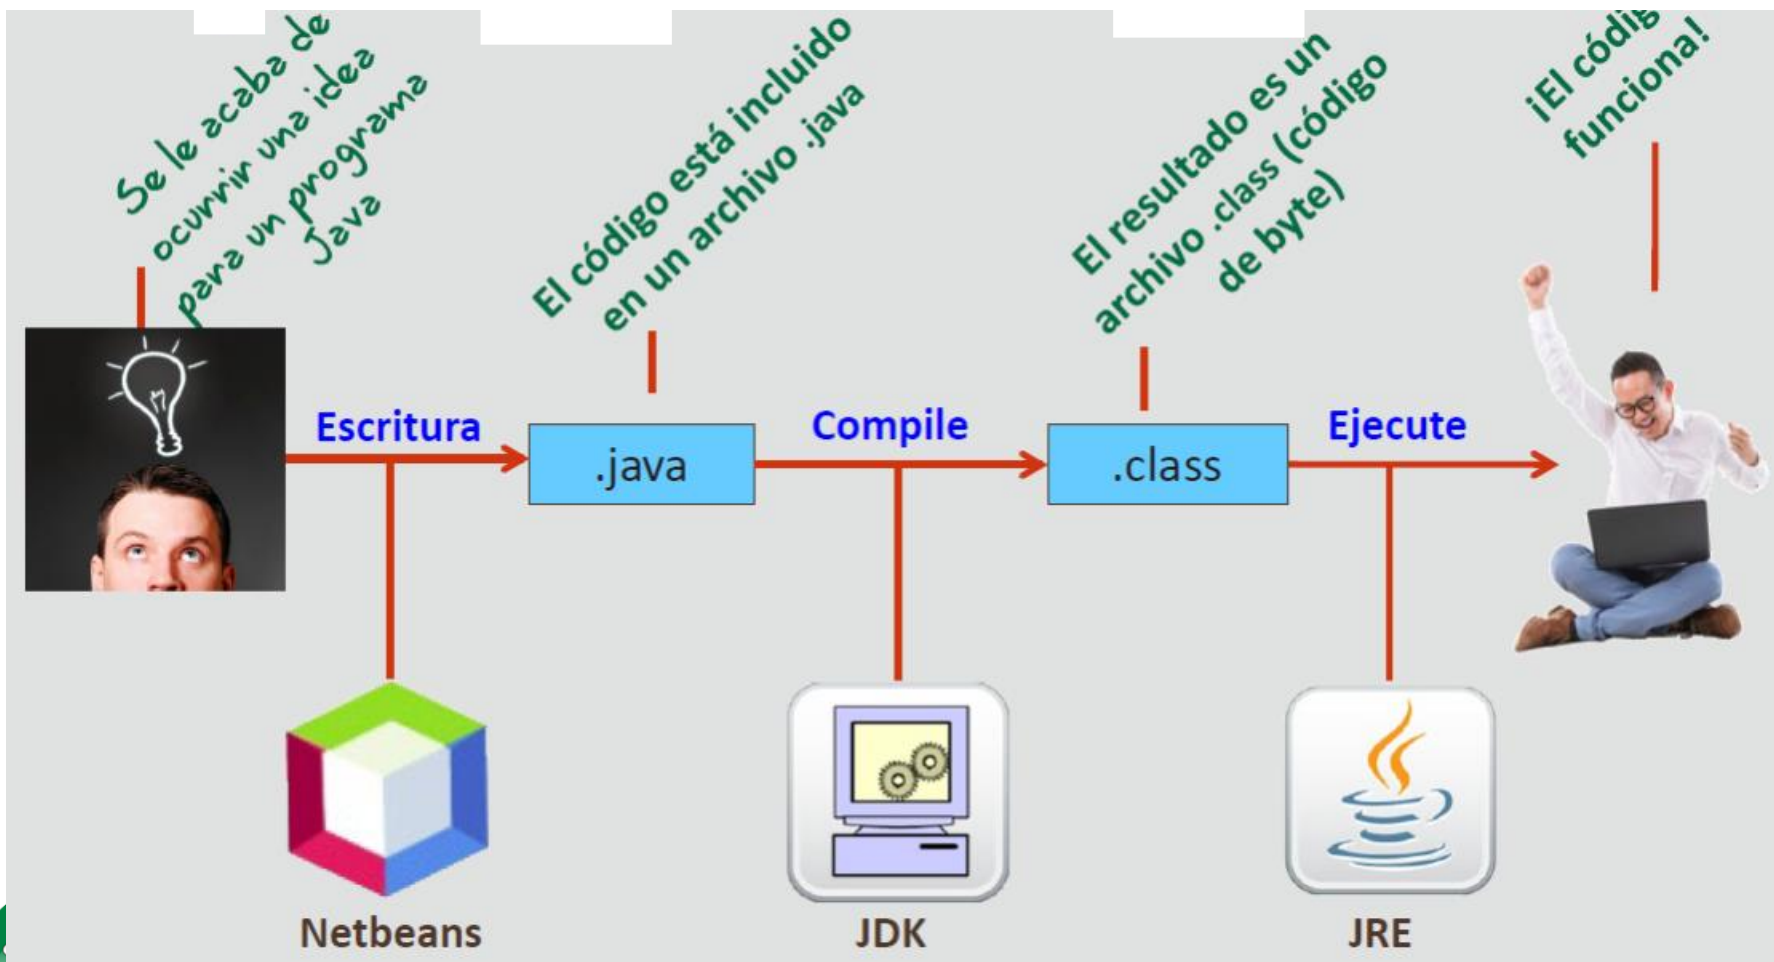 Se le acaba de
ocurrir una idea
para un programa
Java
El código está incluido
en un archivo .java
El resultado es un
archivo .class (código
de byte)
¡El código
funciona!
Escritura
.java
Compile
.class
Ejecute
Netbeans
JDK
JRE